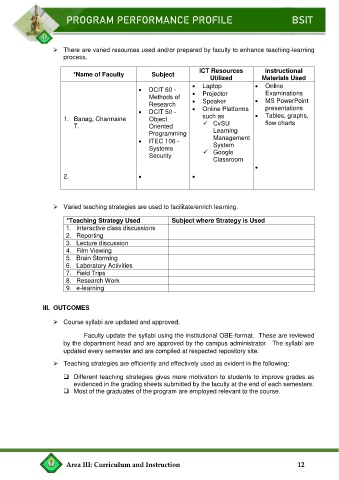 PROGRAM PERFORMANCE PROFILE BSIT
➢ There are varied resources used and/or prepared by faculty to enhance teaching-learning
process.
*Name of Faculty
Subject
ICT Resources
Utilized
Instructional
Materials Used
1. Banag, Charmaine
T.
• DCIT 60 -
Methods of
Research
• DCIT 50 -
Object
Oriented
Programming
• ITEC 106 -
Systems
Security
• Laptop
• Projector
• Speaker
• Online Platforms
such as
✓ CvSU
Learning
Management
System
✓ Google
Classroom
• Online
Examinations
• MS PowerPoint
presentations
• Tables, graphs,
flow charts
•
2.
•
•
➢ Varied teaching strategies are used to facilitate/enrich learning.
*Teaching Strategy Used Subject where Strategy is Used
1. Interactive class discussions
2. Reporting
3. Lecture discussion
4. Film Viewing
5. Brain Storming
6. Laboratory Activities
7. Field Trips
8. Research Work
9. e-learning
III. OUTCOMES
➢ Course syllabi are updated and approved.
Faculty update the syllabi using the institutional OBE-format. These are reviewed
by the department head and are approved by the campus administrator. The syllabi are
updated every semester and are compiled at respected repository site.
➢ Teaching strategies are efficiently and effectively used as evident in the following:
❑ Different teaching strategies gives more motivation to students to improve grades as
evidenced in the grading sheets submitted by the faculty at the end of each semesters.
❑ Most of the graduates of the program are employed relevant to the course.
Area III: Curriculum and Instruction 12